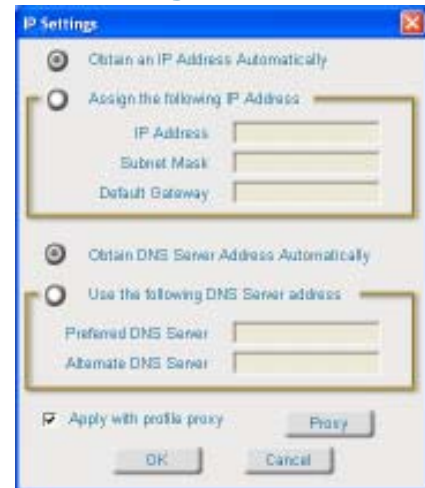 IP Settings
Obtain an IP Address Automatically
Assign the following IP Address
IP Address
Subnet Mask
Default Gateway
Obtain DNS Server Address Automatically
Use the following DNS Server address
Preferred DNS Server
Alternate DNS Server
Apply with profile proxy
Proxy
OK
Cancel